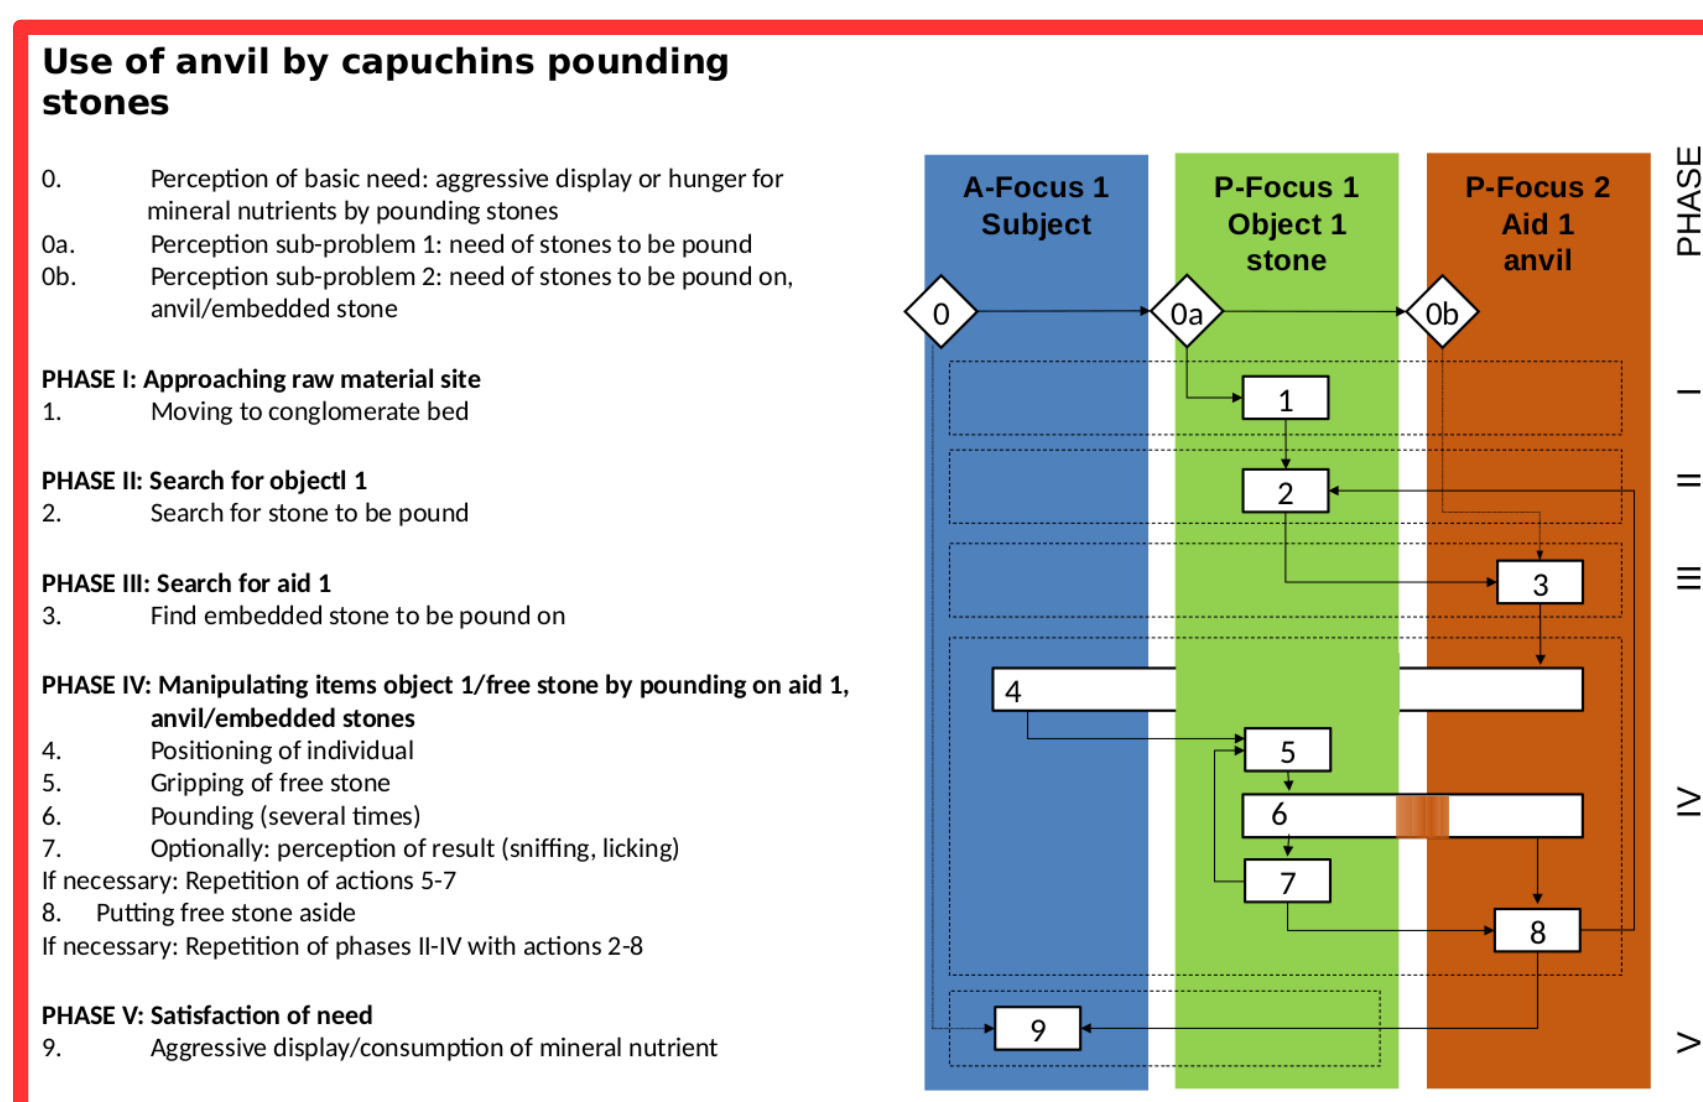 Use of anvil by capuchins pounding
stones
0. Perception of basic need: aggressive display or hunger for
mineral nutrients by pounding stones
0a. Perception sub-problem 1: need of stones to be pound
0b. Perception sub-problem 2: need of stones to be pound on,
anvil/embedded stone
PHASE I: Approaching raw material site
1. Moving to conglomerate bed
PHASE II: Search for objectl 1
2. Search for stone to be pound
PHASE III: Search for aid 1
3. Find embedded stone to be pound on
PHASE IV: Manipulating items object 1/free stone by pounding on aid 1,
anvil/embedded stones
4. Positioning of individual
5. Gripping of free stone
6. Pounding (several times)
7. Optionally: perception of result (sniffing, licking)
If necessary: Repetition of actions 5-7
8. Putting free stone aside
If necessary: Repetition of phases II-IV with actions 2-8
PHASE V: Satisfaction of need
9. Aggressive display/consumption of mineral nutrient
A-Focus 1
Subject
P-Focus 1
Object 1
stone
P-Focus 2
Aid 1
anvil
PHASE
0
0a
0b
1
I
2
II
3
III
4
5
6
IV
7
8
9
V